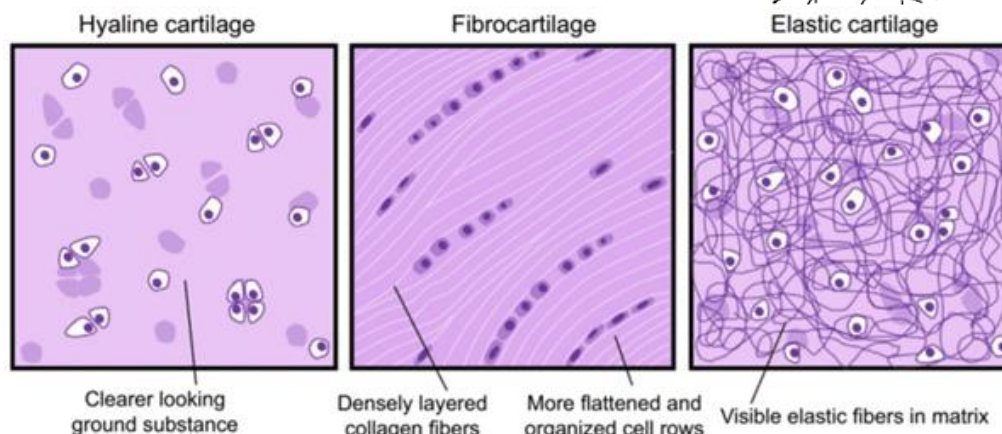 Hyaline cartilage
Fibrocartilage
Elastic cartilage
Clearer looking
ground substance
Densely layered
collagen fibers
More flattened and
organized cell rows
Visible elastic fibers in matrix